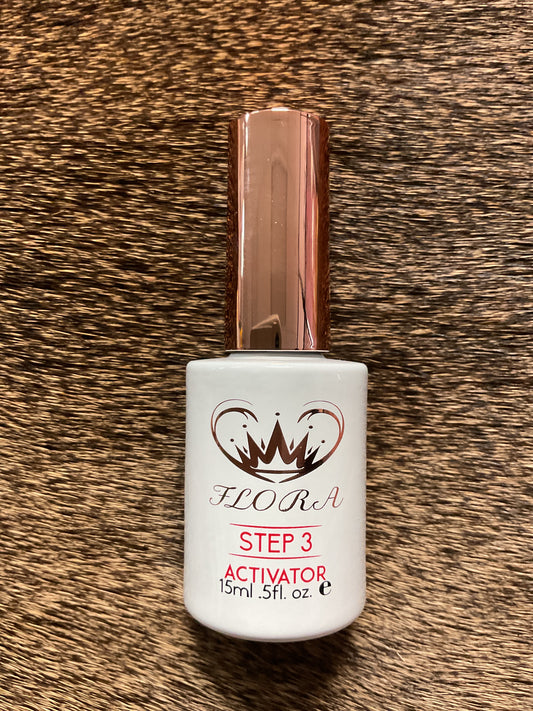 FLORA
STEP 3
ACTIVATOR
15ml .5fl. oz. ℮